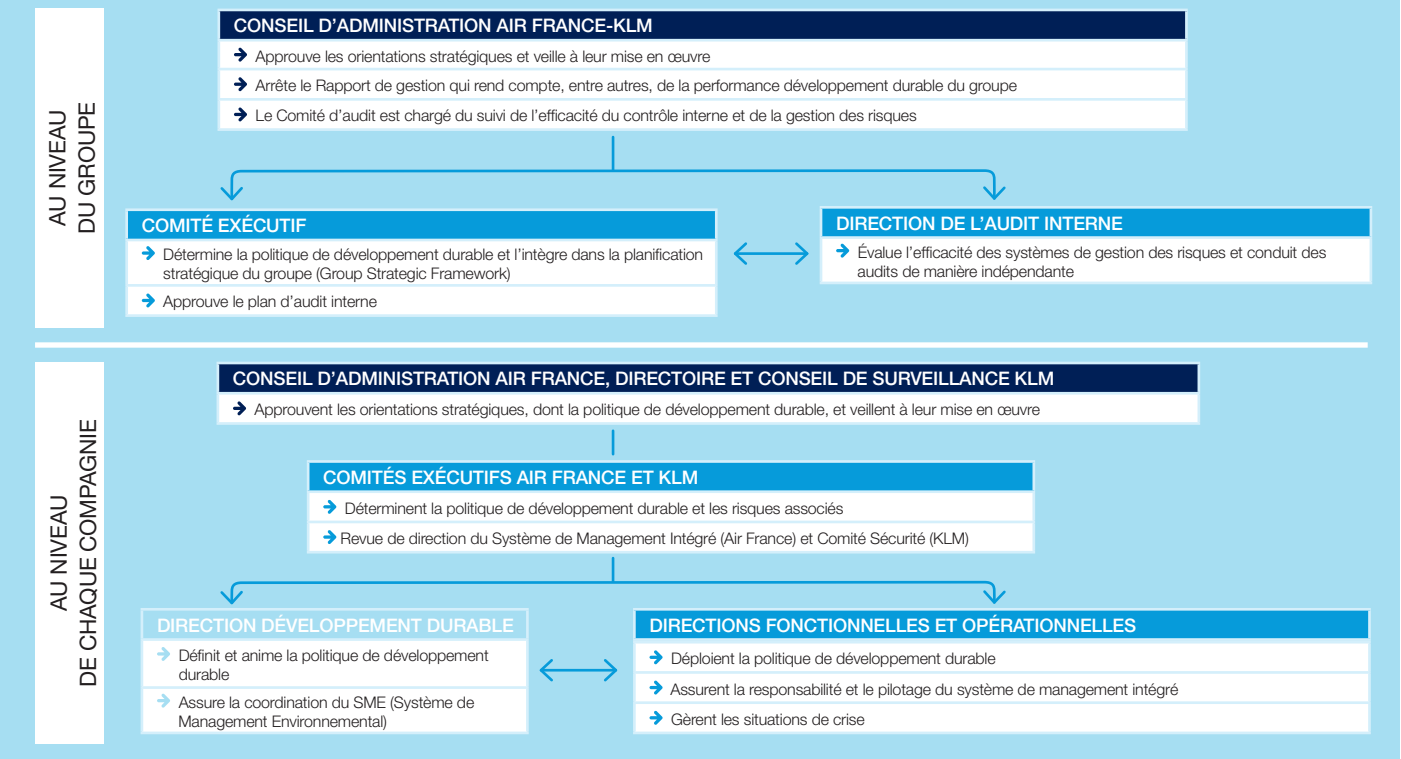 AU NIVEAU
DU GROUPE
CONSEIL D’ADMINISTRATION AIR FRANCE-KLM
➔ Approuve les orientations stratégiques et veille à leur mise en œuvre
➔ Arrête le Rapport de gestion qui rend compte, entre autres, de la performance développement durable du groupe
➔ Le Comité d’audit est chargé du suivi de l’efficacité du contrôle interne et de la gestion des risques
COMITÉ EXÉCUTIF
➔ Détermine la politique de développement durable et l’intègre dans la planification
stratégique du groupe (Group Strategic Framework)
➔ Approuve le plan d’audit interne
DIRECTION DE L’AUDIT INTERNE
➔ Évalue l’efficacité des systèmes de gestion des risques et conduit des
audits de manière indépendante
AU NIVEAU
DE CHAQUE COMPAGNIE
CONSEIL D’ADMINISTRATION AIR FRANCE, DIRECTOIRE ET CONSEIL DE SURVEILLANCE KLM
➔ Approuvent les orientations stratégiques, dont la politique de développement durable, et veillent à leur mise en œuvre
COMITÉS EXÉCUTIFS AIR FRANCE ET KLM
➔ Déterminent la politique de développement durable et les risques associés
➔ Revue de direction du Système de Management Intégré (Air France) et Comité Sécurité (KLM)
DIRECTION DÉVELOPPEMENT DURABLE
➔ Définit et anime la politique de développement
durable
➔ Assure la coordination du SME (Système de
Management Environnemental)
DIRECTIONS FONCTIONNELLES ET OPÉRATIONNELLES
➔ Déploient la politique de développement durable
➔ Assurent la responsabilité et le pilotage du système de management intégré
➔ Gèrent les situations de crise